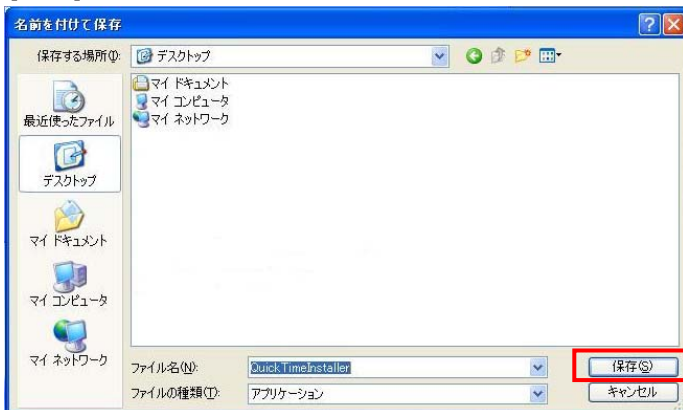 名前を付けて保存
保存する場所(I):
デスクトップ
マイ ドキュメント
マイ コンピュータ
マイ ネットワーク
最近使ったファイル
デスクトップ
マイ ドキュメント
マイ コンピュータ
マイ ネットワーク
ファイル名(N):
QuickTimeInstaller
保存(S)
ファイルの種類(T):
アプリケーション
キャンセル